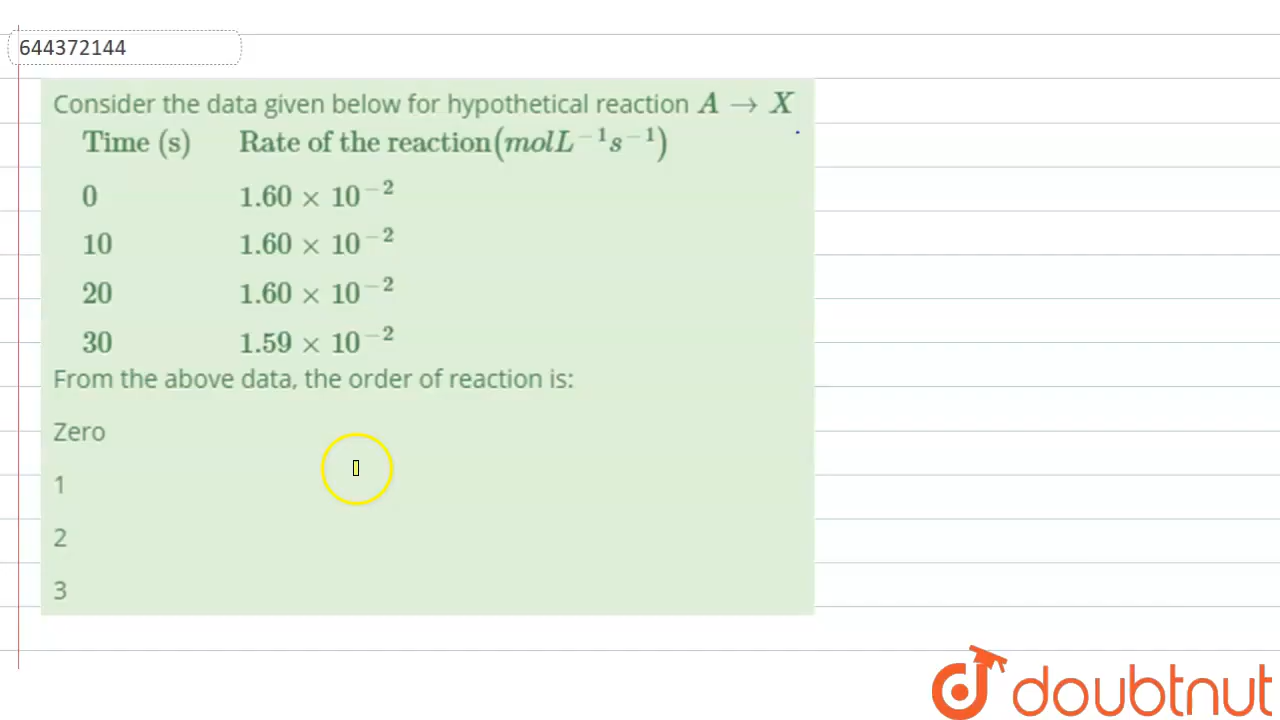 644372144
Consider the data given below for hypothetical reaction A → X
Time (s) Rate of the reaction(molL⁻¹s⁻¹)
0 1.60 × 10⁻²
10 1.60 × 10⁻²
20 1.60 × 10⁻²
30 1.59 × 10⁻²
From the above data, the order of reaction is:
Zero
1
2
3
doubtnut